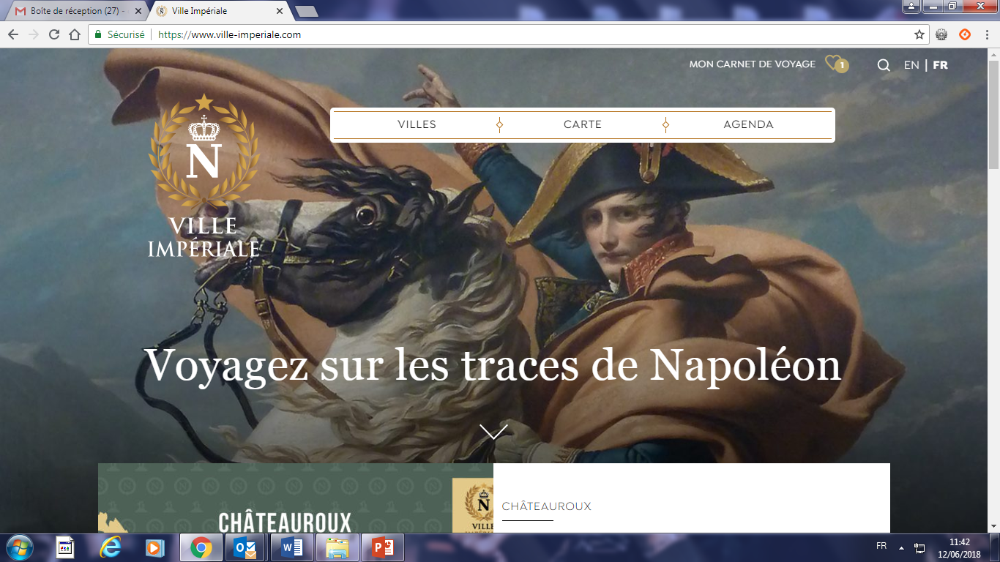 Boîte de réception (27) -
Ville Impériale
Sécurisé
https://www.ville-imperiale.com
MON CARNET DE VOYAGE
1
EN | FR
VILLES
CARTE
AGENDA
N
VILLE
IMPÉRIALE
Voyagez sur les traces de Napoléon
CHÂTEAUROUX
N
VILLE
CHÂTEAUROUX
FR
11:42
12/06/2018